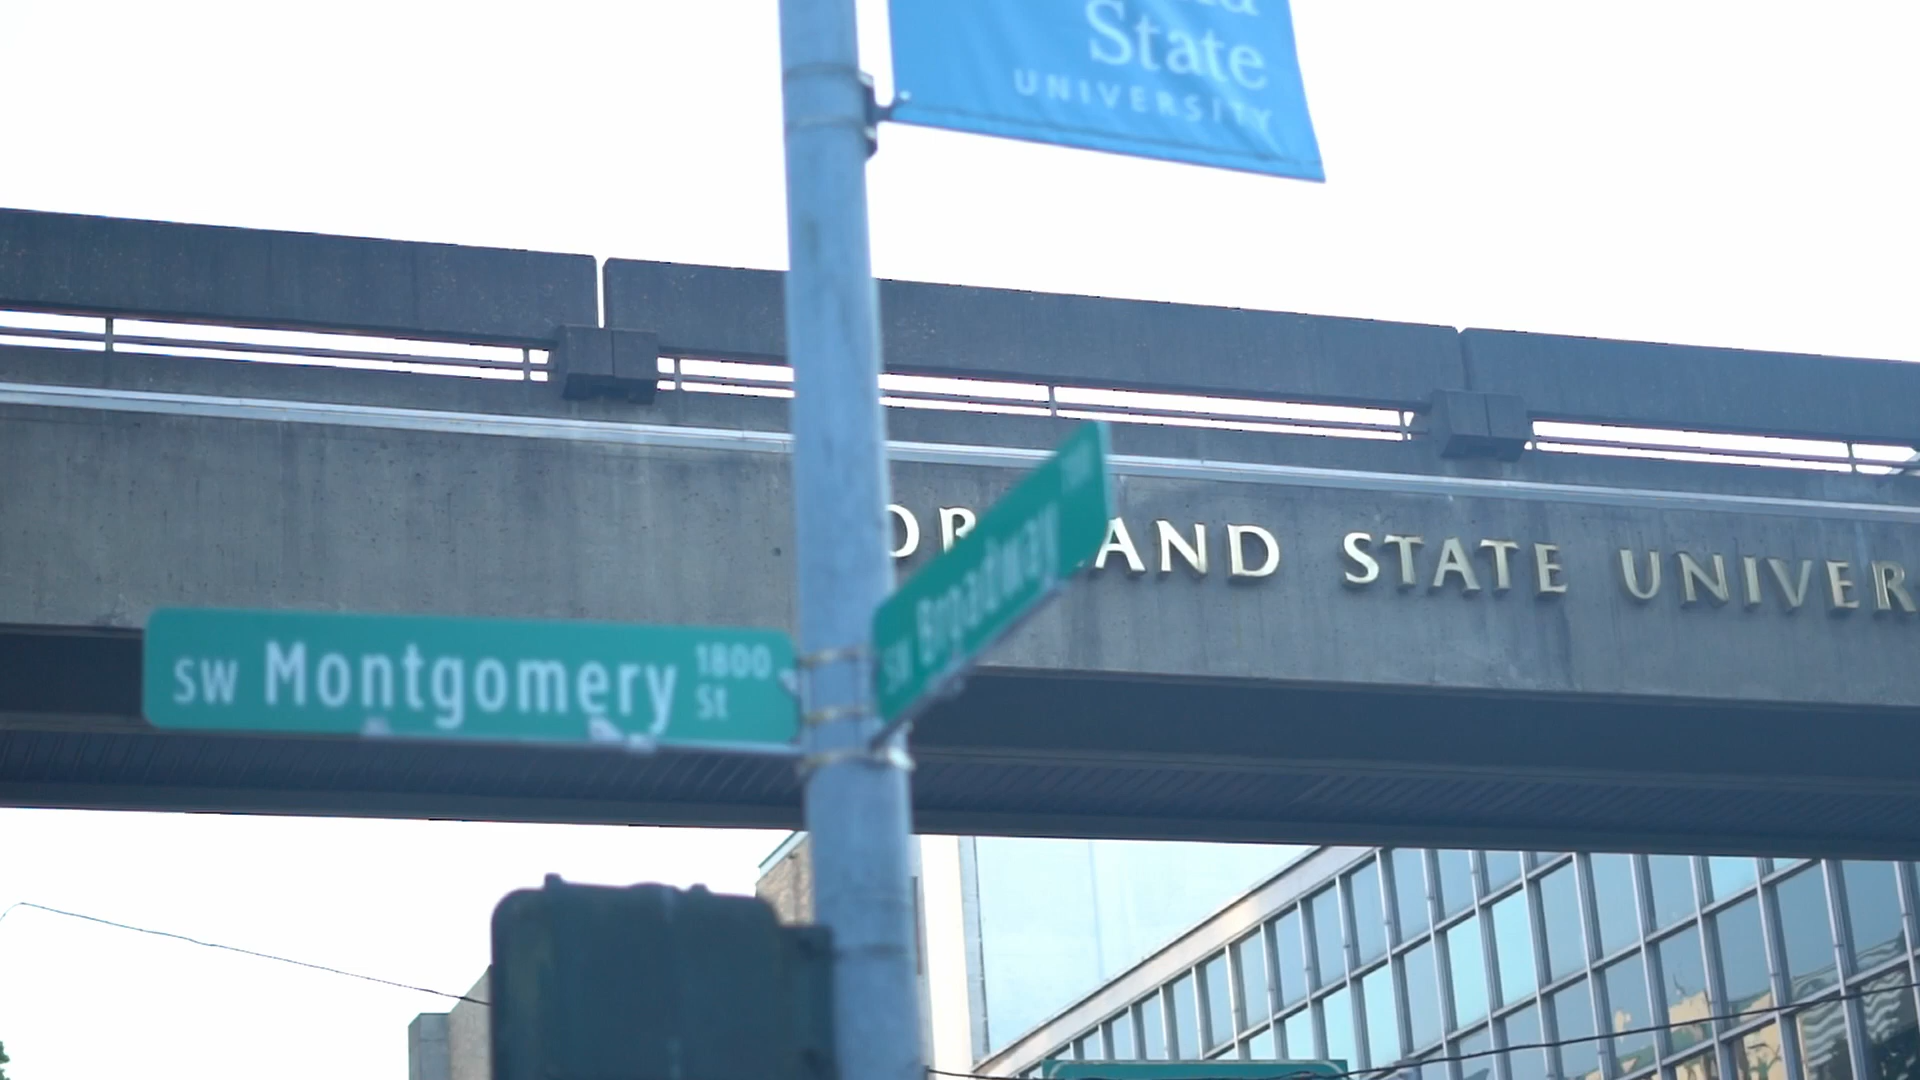 State
UNIVERSITY
AND STATE UNIVER
SW Broadway
SW Montgomery 1800
St